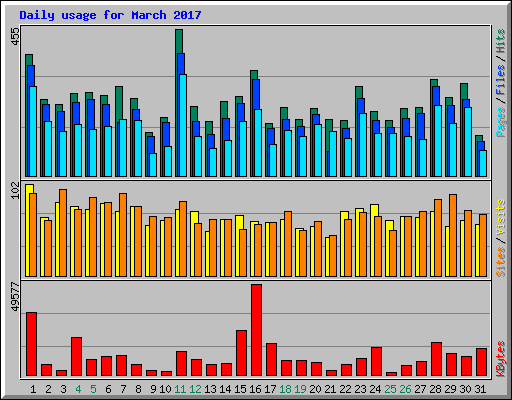 Daily usage for March 2017
455
Pages / Files / Hits
102
Sites / Visits
49577
KBytes
1 2 3 4 5 6 7 8 9 10 11 12 13 14 15 16 17 18 19 20 21 22 23 24 25 26 27 28 29 30 31